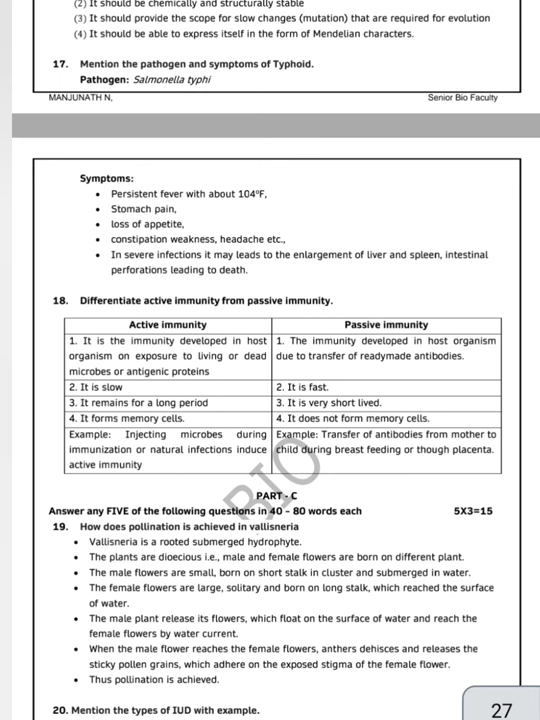 (2) It should be chemically and structurally stable
(3) It should provide the scope for slow changes (mutation) that are required for evolution
(4) It should be able to express itself in the form of Mendelian characters.
17. Mention the pathogen and symptoms of Typhoid.
Pathogen: Salmonella typhi
MANJUNATH N, Senior Bio Faculty
Symptoms:
• Persistent fever with about 104ºF,
• Stomach pain,
• loss of appetite,
• constipation weakness, headache etc.,
• In severe infections it may leads to the enlargement of liver and spleen, intestinal
perforations leading to death.
18. Differentiate active immunity from passive immunity.
Active immunity
Passive immunity
1. It is the immunity developed in host
organism on exposure to living or dead
microbes or antigenic proteins
1. The immunity developed in host organism
due to transfer of readymade antibodies.
2. It is slow
2. It is fast.
3. It remains for a long period
3. It is very short lived.
4. It forms memory cells.
4. It does not form memory cells.
Example: Injecting microbes during
immunization or natural infections induce
active immunity
Example: Transfer of antibodies from mother to
child during breast feeding or though placenta.
BIO
PART - C
Answer any FIVE of the following questions in 40 – 80 words each 5X3=15
19. How does pollination is achieved in vallisneria
• Vallisneria is a rooted submerged hydrophyte.
• The plants are dioecious i.e., male and female flowers are born on different plant.
• The male flowers are small, born on short stalk in cluster and submerged in water.
• The female flowers are large, solitary and born on long stalk, which reached the surface
of water.
• The male plant release its flowers, which float on the surface of water and reach the
female flowers by water current.
• When the male flower reaches the female flowers, anthers dehisces and releases the
sticky pollen grains, which adhere on the exposed stigma of the female flower.
• Thus pollination is achieved.
20. Mention the types of IUD with example.
27